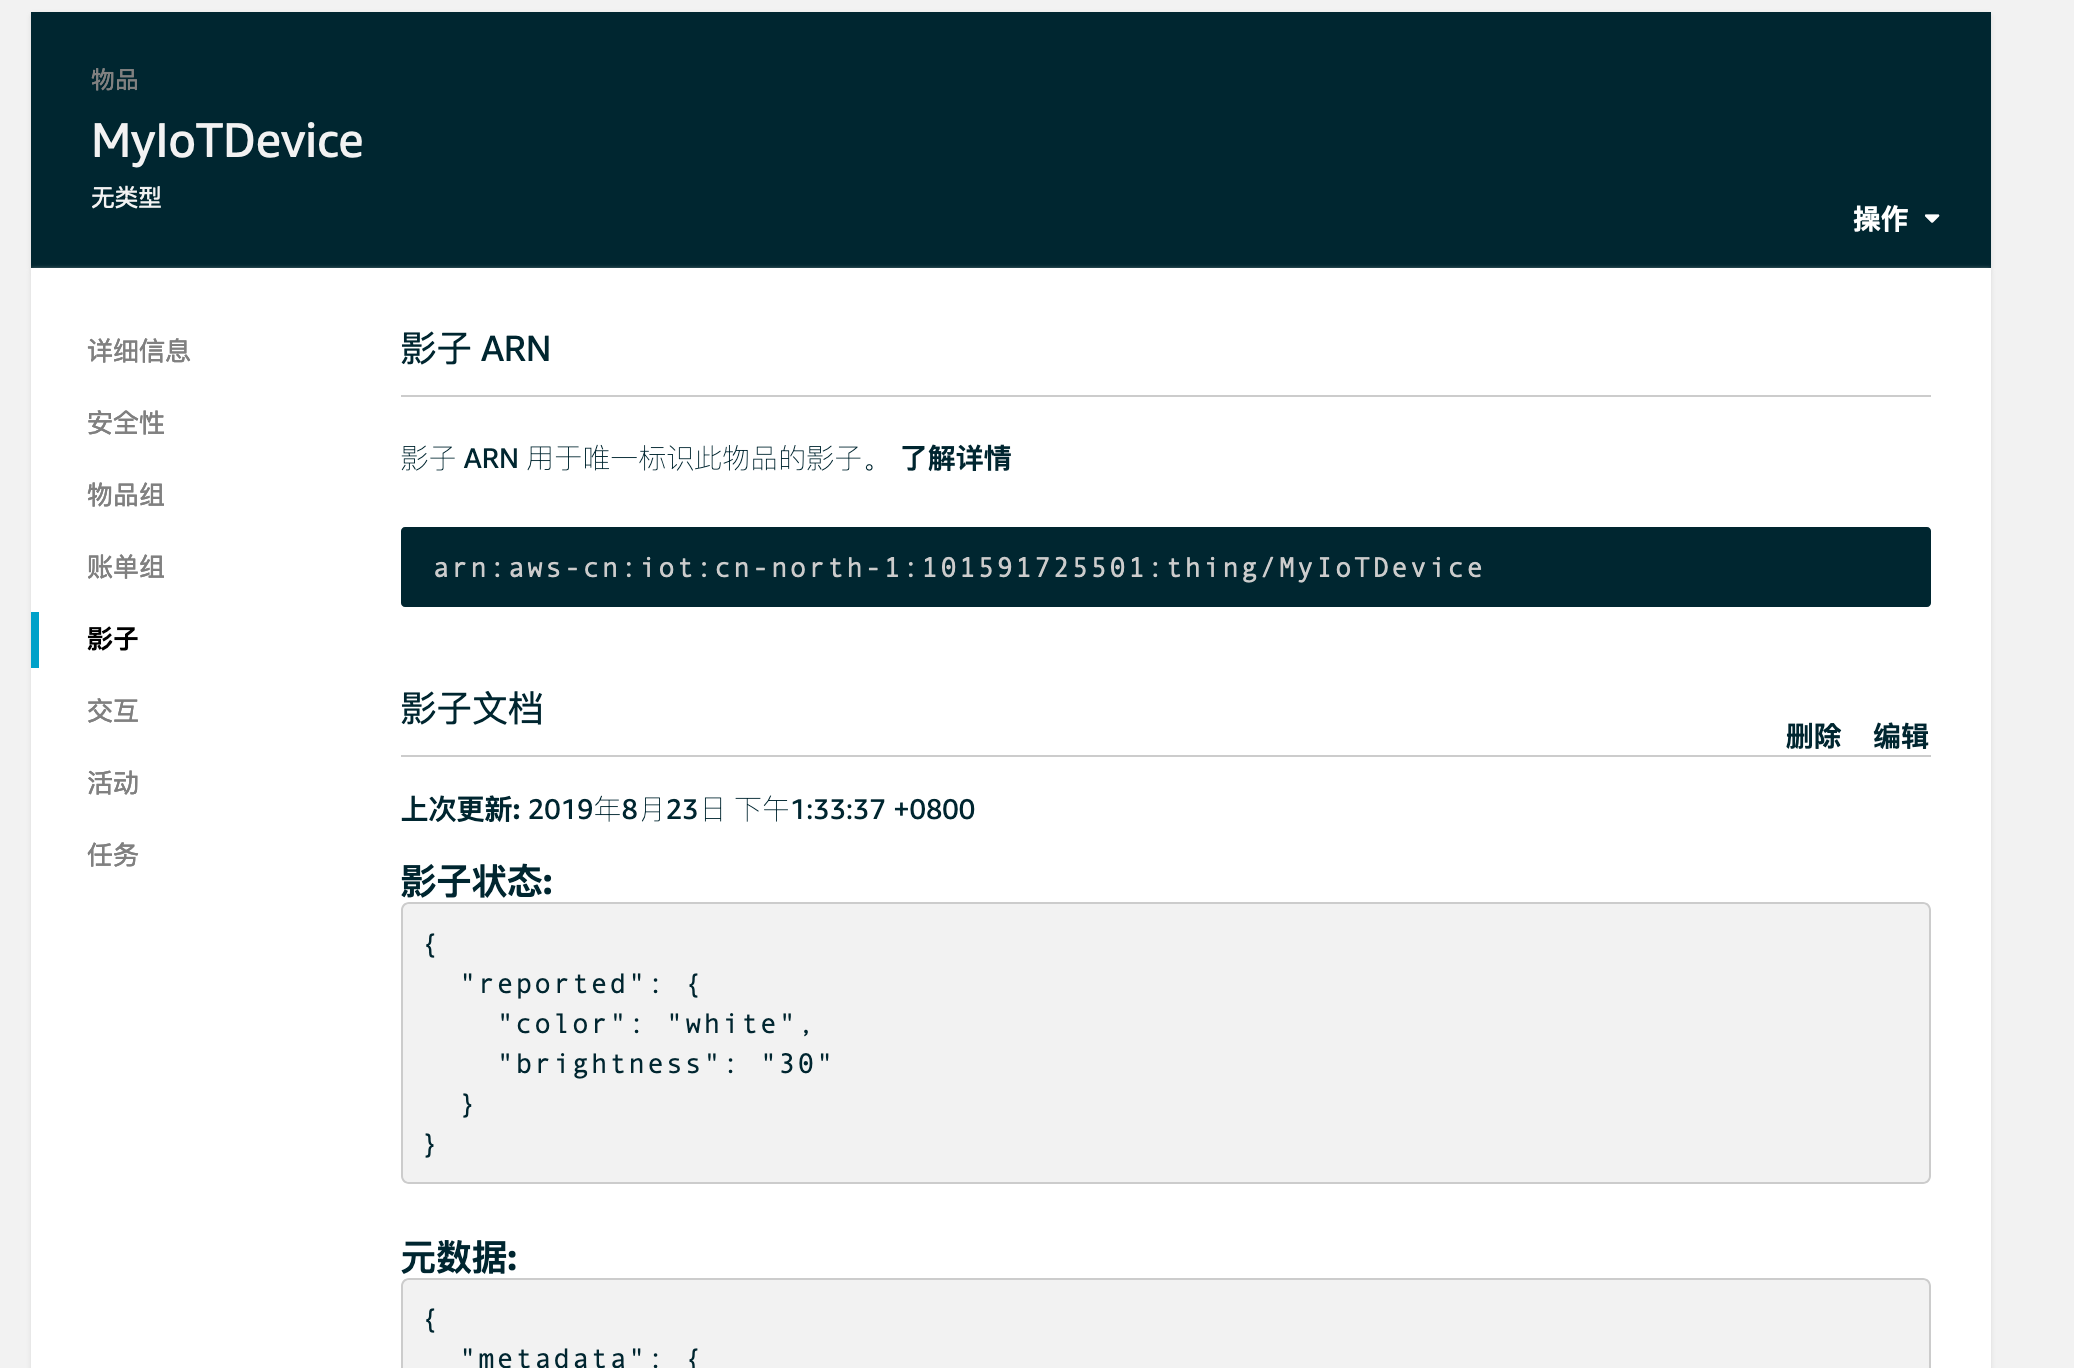 物品
MyIoTDevice
无类型
操作
详细信息
安全性
物品组
账单组
影子
交互
活动
任务
影子 ARN
影子 ARN 用于唯一标识此物品的影子。 了解详情
arn:aws-cn:iot:cn-north-1:101591725501:thing/MyIoTDevice
影子文档
删除 编辑
上次更新: 2019年8月23日 下午1:33:37 +0800
影子状态:
{
  "reported": {
    "color": "white",
    "brightness": "30"
  }
}
元数据:
{
  "metadata": {